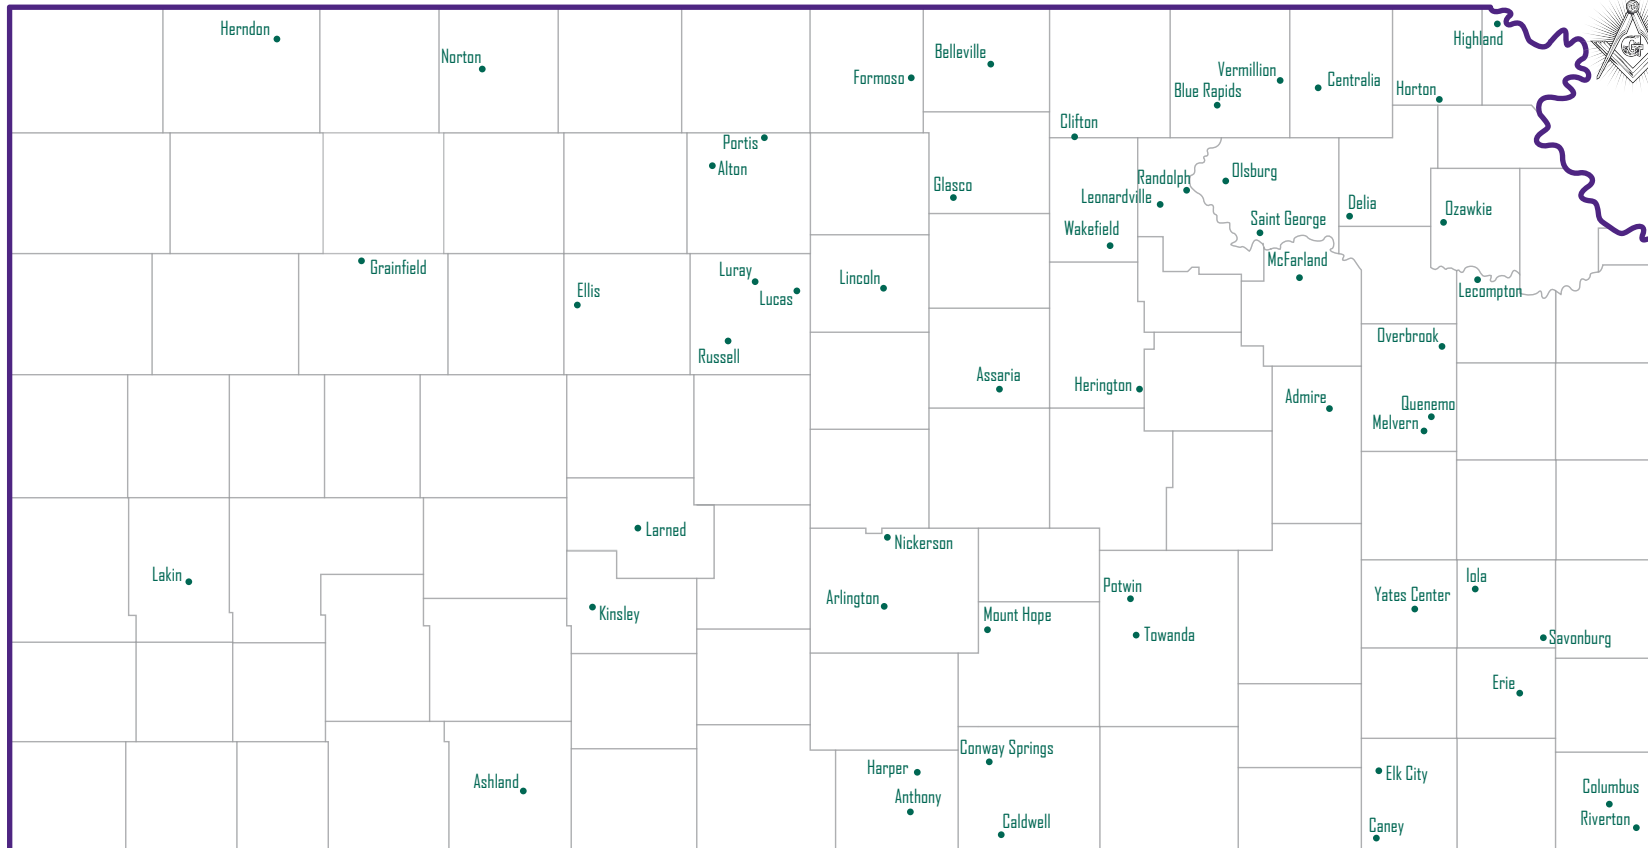 Herndon
Norton
Formoso
Belleville
Vermillion
Blue Rapids
Centralia
Horton
Highland
G
Clifton
Portis
Alton
Glasco
Randolph
Leonardville
Olsburg
Wakefield
Saint George
Delia
Ozawkie
McFarland
Lecompton
Grainfield
Ellis
Luray
Lucas
Lincoln
Russell
Overbrook
Assaria
Herington
Admire
Quenemo
Melvern
Larned
Nickerson
Lakin
Kinsley
Arlington
Mount Hope
Potwin
Towanda
Yates Center
Iola
Savonburg
Erie
Conway Springs
Harper
Anthony
Caldwell
Ashland
Elk City
Caney
Columbus
Riverton